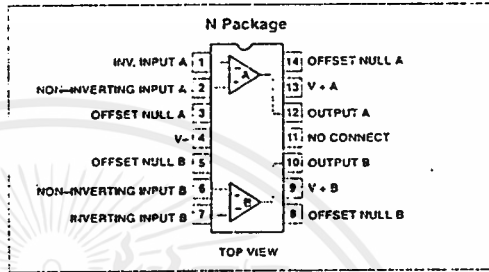 N Package
INV. INPUT A 1
NON-INVERTING INPUT A 2
OFFSET NULL A 3
V- 4
OFFSET NULL B 5
NON-INVERTING INPUT B 6
INVERTING INPUT B 7
14 OFFSET NULL A
13 V + A
12 OUTPUT A
11 NO CONNECT
10 OUTPUT B
9 V + B
8 OFFSET NULL B
A
B
TOP VIEW